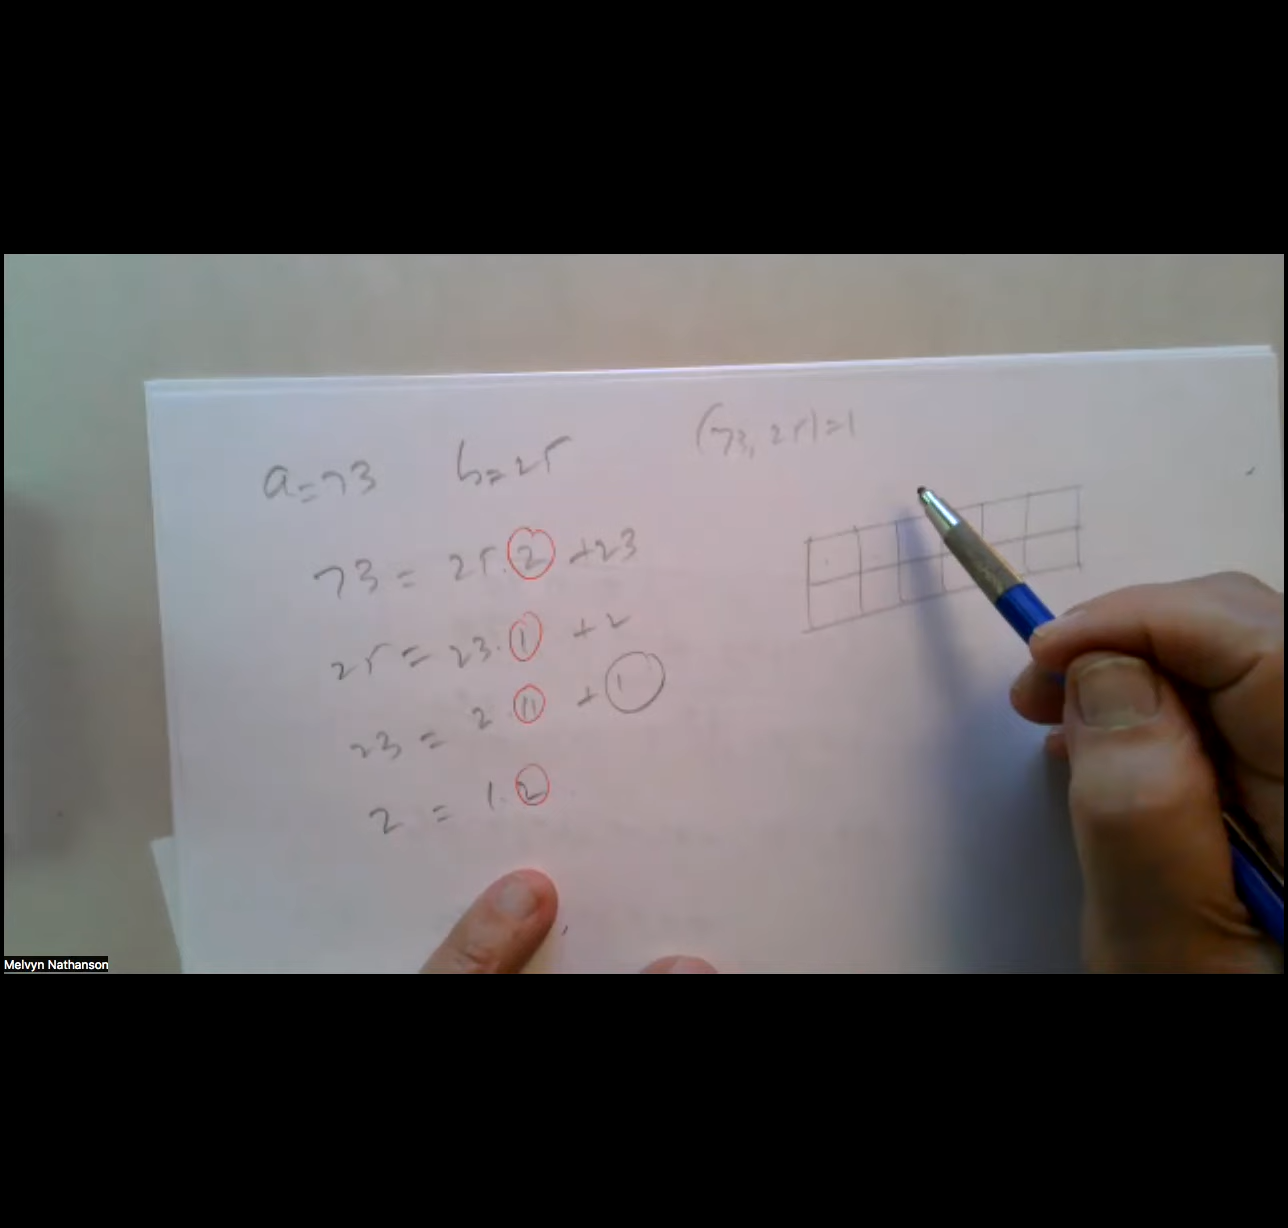 a=73 b=25 (73, 25)=1
73 = 25·2 +23
25 = 23·1 +2
23 = 2 11 + 1
2 = 1·2
Melvyn Nathanson